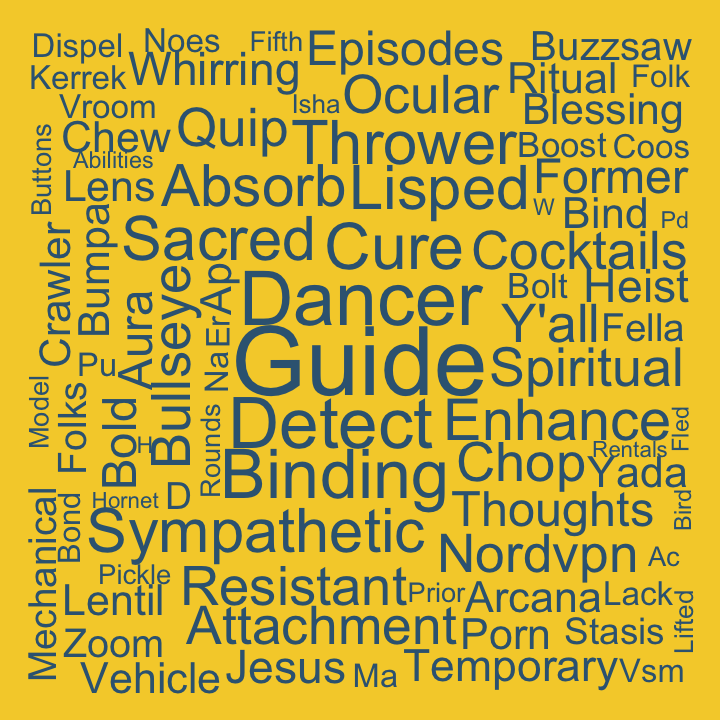 Dispel
Noes
Fifth
Episodes
Buzzsaw
Kerrek
Whirring
Ocular
Ritual
Folk
Vroom
Isha
Blessing
Chew
Quip
Thrower
Boost
Coos
Abilities
Buttons
Lens
Absorb
Lisped
Former
W
Bind
Pd
Crawler
Bumpa
Sacred
Cure
Cocktails
Aura
Bullseye
Er
Ap
Dancer
Bolt
Heist
Y'all
Fella
Pu
Na
Guide
Spiritual
Model
Folks
Bold
H
Rounds
Detect
Enhance
Fled
Rentals
Binding
Chop
Yada
Mechanical
Bond
Hornet
D
Thoughts
Bird
Sympathetic
Nordvpn
Ac
Pickle
Resistant
Prior
Arcana
Lack
Lentil
Lifted
Attachment
Porn
Stasis
Zoom
Vehicle
Jesus
Ma
Temporary
Vsm